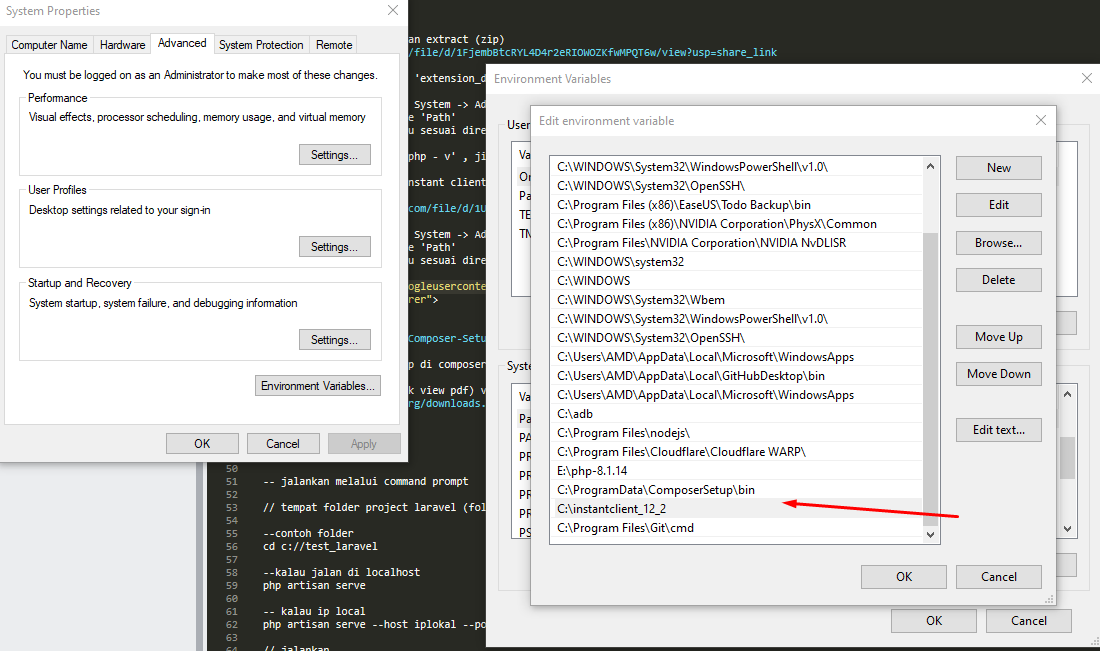 System Properties
Computer Name
Hardware
Advanced
System Protection
Remote
You must be logged on as an Administrator to make most of these changes.
Performance
Visual effects, processor scheduling, memory usage, and virtual memory
Settings...
User Profiles
Desktop settings related to your sign-in
Settings...
Startup and Recovery
System startup, system failure, and debugging information
Settings...
Environment Variables...
OK
Cancel
Apply
an extract (zip)
/file/d/1FjembBtcRYL4D4r2eRIOWOZKfwMPQT6w/view?usp=share_link
'extension_d
System -> Ad
e 'Path'
u sesuai dire
php - v' , ji
nstant client
com/file/d/1U
System -> Ad
e 'Path'
u sesuai dire
ogleuserconte
rer">
Composer-Setu
p di composer
k view pdf) v
rg/downloads.
50
51 -- jalankan melalui command prompt
52
53 // tempat folder project laravel (fol
54
55 --contoh folder
56 cd c://test_laravel
57
58 --kalau jalan di localhost
59 php artisan serve
60
61 -- kalau ip local
62 php artisan serve --host iplokal --po
63
64 // jalankan
Environment Variables
User
Va
On
Pa
TE
TN
Syste
Va
Pa
PA
PR
PR
PR
PR
PS
OK
Cancel
Edit environment variable
C:\WINDOWS\System32\WindowsPowerShell\v1.0\
C:\WINDOWS\System32\OpenSSH\
C:\Program Files (x86)\EaseUS\Todo Backup\bin
C:\Program Files (x86)\NVIDIA Corporation\PhysX\Common
C:\Program Files\NVIDIA Corporation\NVIDIA NvDLISR
C:\WINDOWS\system32
C:\WINDOWS
C:\WINDOWS\System32\Wbem
C:\WINDOWS\System32\WindowsPowerShell\v1.0\
C:\WINDOWS\System32\OpenSSH\
C:\Users\AMD\AppData\Local\Microsoft\WindowsApps
C:\Users\AMD\AppData\Local\GitHubDesktop\bin
C:\Users\AMD\AppData\Local\Microsoft\WindowsApps
C:\adb
C:\Program Files\nodejs\
C:\Program Files\Cloudflare\Cloudflare WARP\
E:\php-8.1.14
C:\ProgramData\ComposerSetup\bin
C:\instantclient_12_2
C:\Program Files\Git\cmd
New
Edit
Browse...
Delete
Move Up
Move Down
Edit text...
OK
Cancel